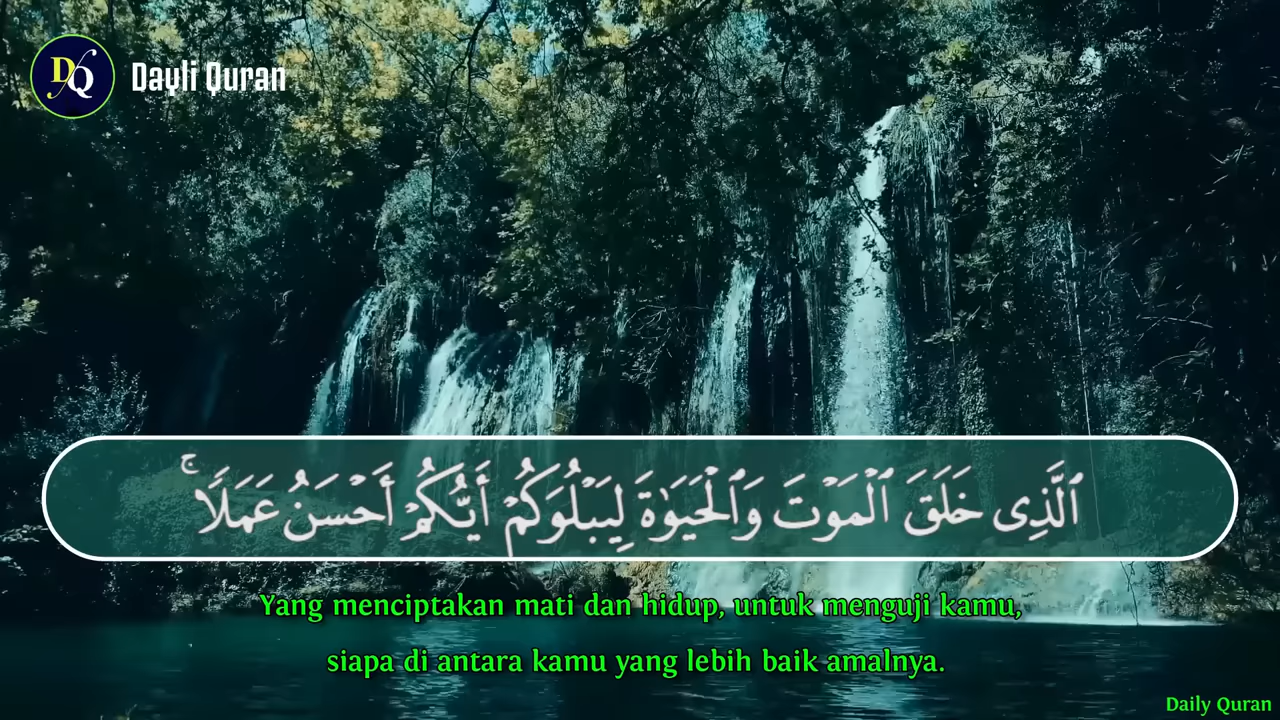 DQ
Dayli Quran
ٱلَّذِى خَلَقَ ٱلْمَوْتَ وَٱلْحَيَوٰةَ لِيَبْلُوَكُمْ أَيُّكُمْ أَحْسَنُ عَمَلًا ۚ
Yang menciptakan mati dan hidup, untuk menguji kamu,
siapa di antara kamu yang lebih baik amalnya.
Daily Quran